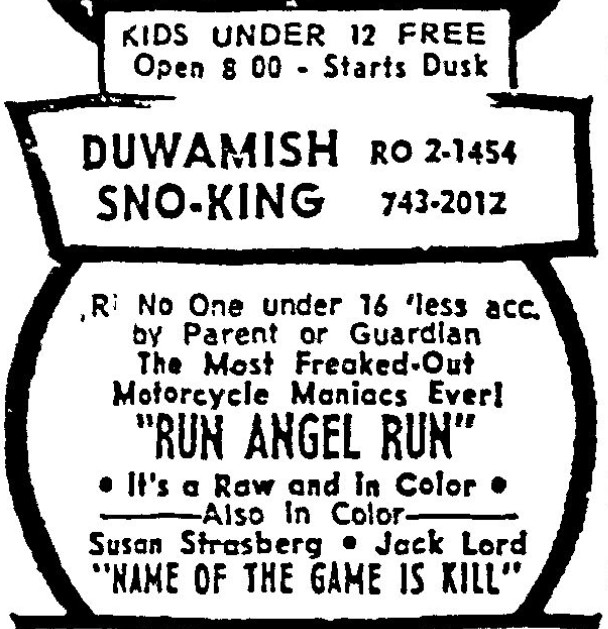 KIDS UNDER 12 FREE
Open 8 00 - Starts Dusk
DUWAMISH RO 2-1454
SNO-KING 743-2012
(R) No One under 16 'less acc.
by Parent or Guardian
The Most Freaked-Out
Motorcycle Maniacs Ever!
"RUN ANGEL RUN"
• It's a Raw and in Color •
Also in Color
Susan Strasberg • Jack Lord
"NAME OF THE GAME IS KILL"